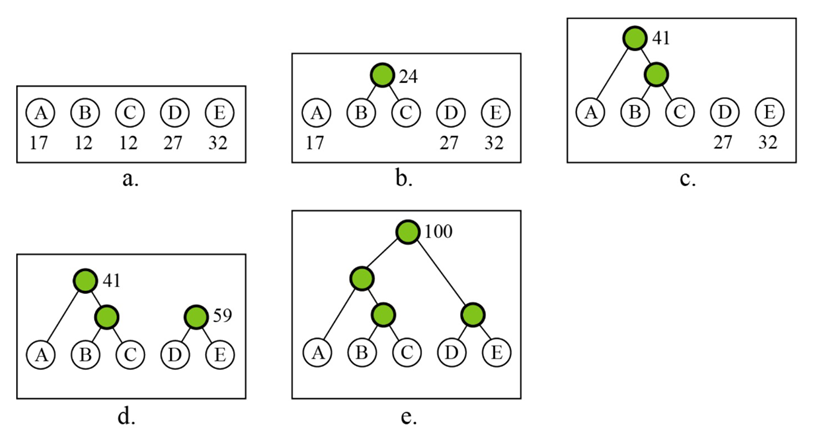 A B C D E
17 12 12 27 32
a.
24
A B C D E
17 27 32
b.
41
A B C D E
27 32
c.
41
59
A B C D E
d.
100
A B C D E
e.